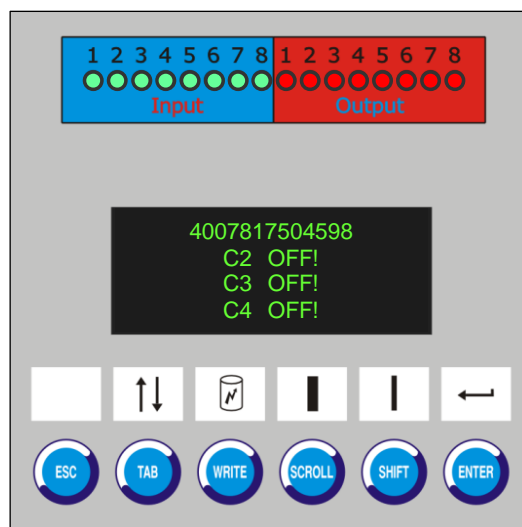 1 2 3 4 5 6 7 8 1 2 3 4 5 6 7 8
Input Output
4007817504598
C2 OFF!
C3 OFF!
C4 OFF!
ESC TAB WRITE SCROLL SHIFT ENTER